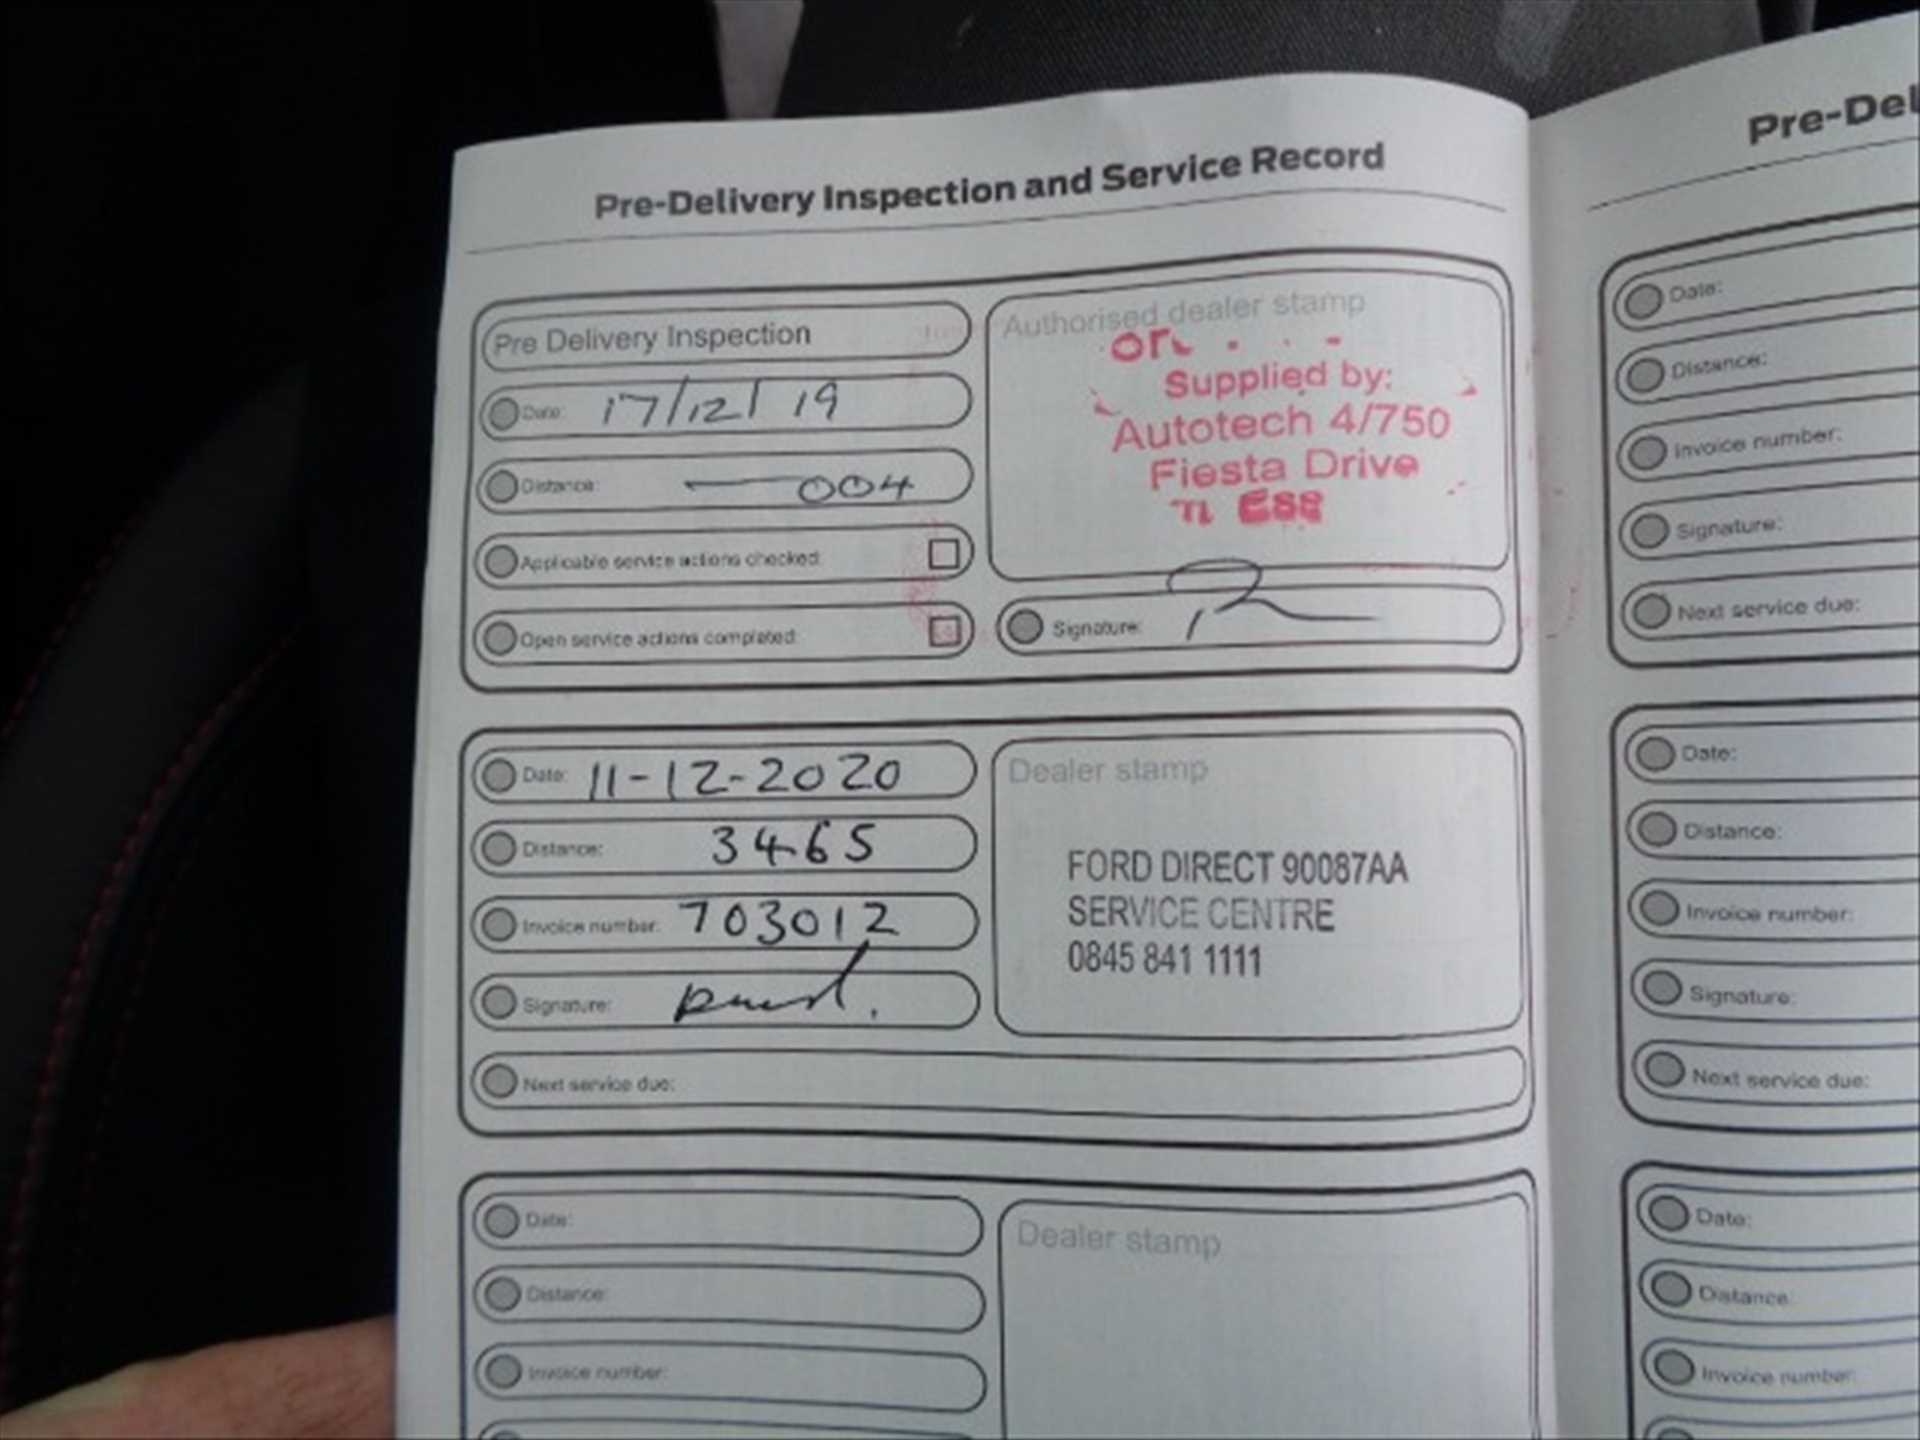 Pre-Delivery Inspection and Service Record
Pre Delivery Inspection
Date: 17/12/19
Distance: — 004
Applicable service actions checked:
Open service actions completed:
Authorised dealer stamp
Supplied by:
Autotech 4/750
Fiesta Drive
Signature:
Date: 11-12-2020
Distance: 3465
Invoice number: 703012
Signature:
Next service due:
Dealer stamp
FORD DIRECT 90087AA
SERVICE CENTRE
0845 841 1111
Date:
Distance:
Invoice number:
Dealer stamp
Pre-Del
Date:
Distance:
Invoice number:
Signature:
Next service due:
Date:
Distance:
Invoice number:
Signature:
Next service due:
Date:
Distance:
Invoice number: